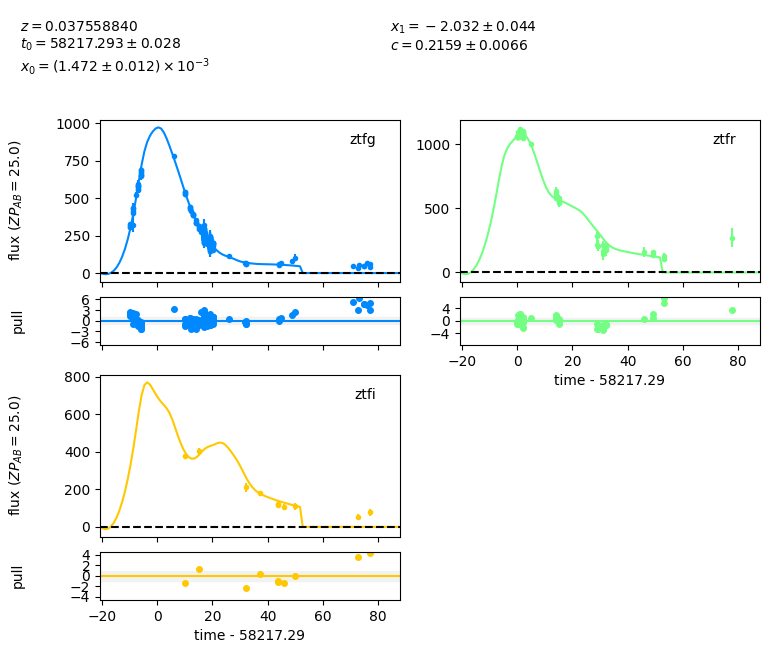 z = 0.037558840
t₀ = 58217.293 ± 0.028
x₀ = (1.472 ± 0.012) × 10⁻³
x₁ = −2.032 ± 0.044
c = 0.2159 ± 0.0066
flux (ZP_AB = 25.0)
1000
750
500
250
0
ztfg
1000
500
0
ztfr
pull
6
3
0
−3
−6
4
0
−4
−20
0
20
40
60
80
time - 58217.29
flux (ZP_AB = 25.0)
800
600
400
200
0
ztfi
pull
4
2
0
−2
−4
−20
0
20
40
60
80
time - 58217.29